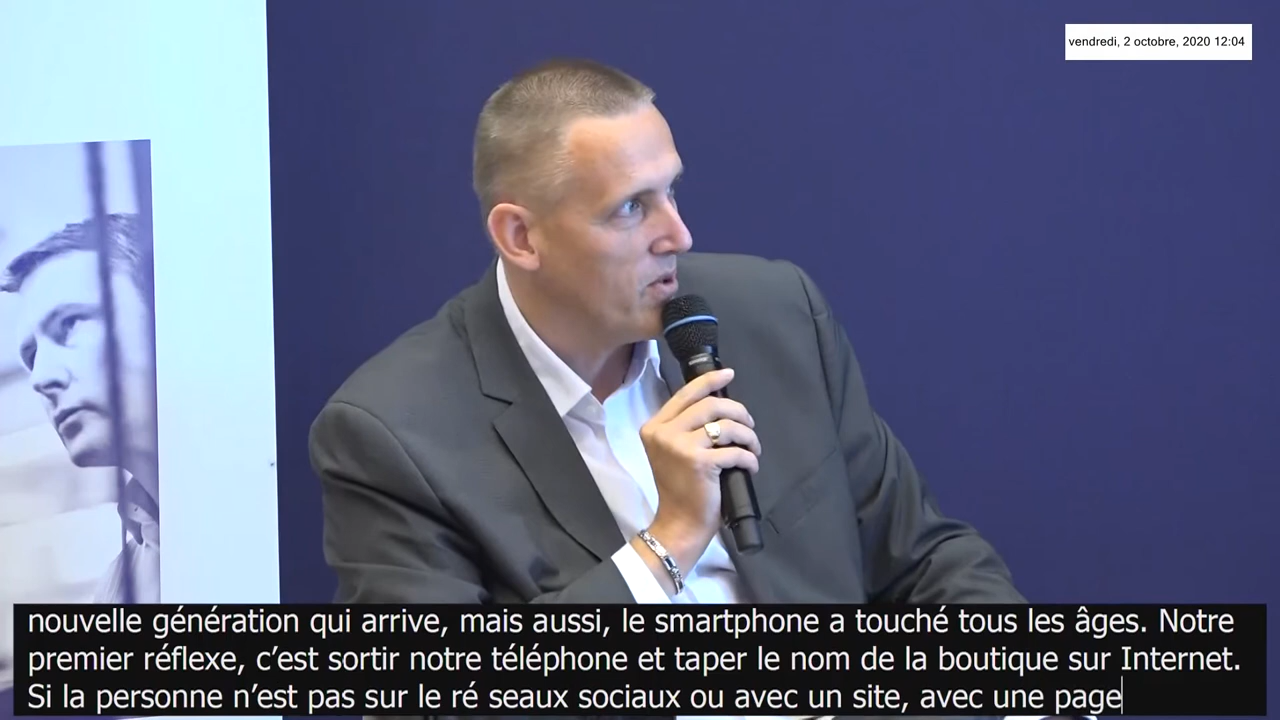 vendredi, 2 octobre, 2020 12:04
nouvelle génération qui arrive, mais aussi, le smartphone a touché tous les âges. Notre
premier réflexe, c’est sortir notre téléphone et taper le nom de la boutique sur Internet.
Si la personne n’est pas sur le ré seaux sociaux ou avec un site, avec une page